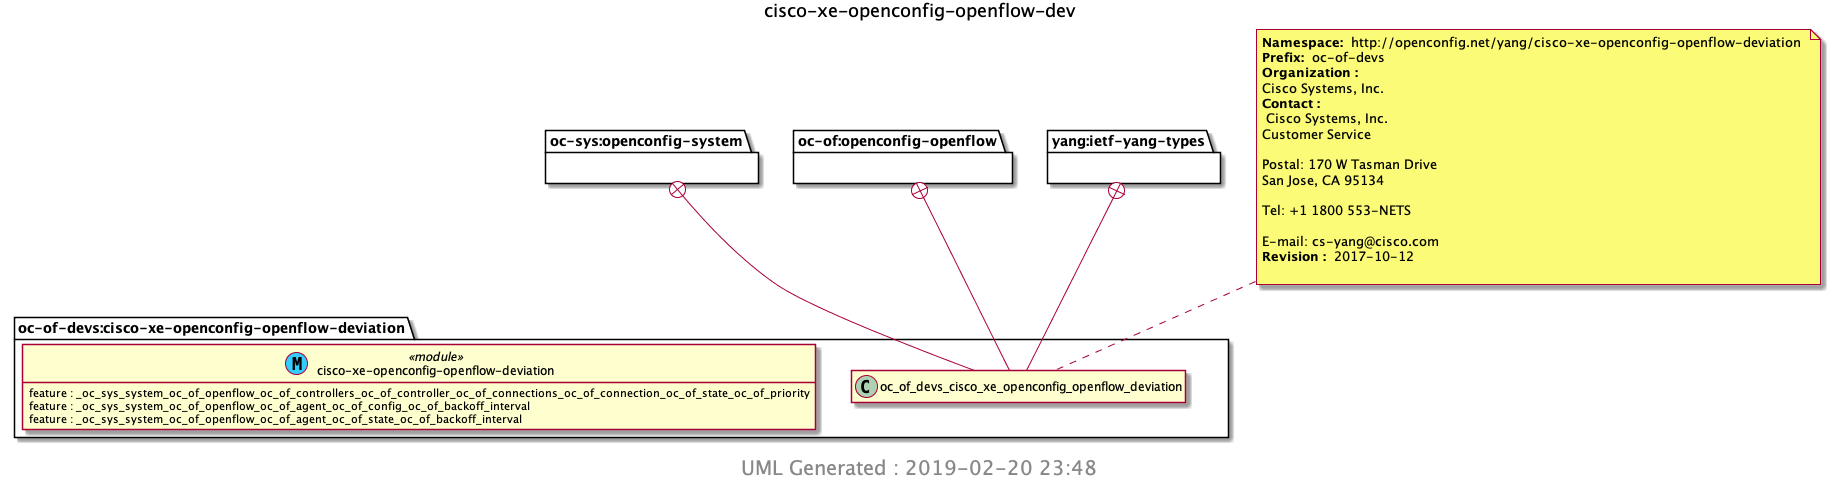 cisco-xe-openconfig-openflow-dev
Namespace: http://openconfig.net/yang/cisco-xe-openconfig-openflow-deviation
Prefix: oc-of-devs
Organization :
Cisco Systems, Inc.
Contact :
Cisco Systems, Inc.
Customer Service
Postal: 170 W Tasman Drive
San Jose, CA 95134
Tel: +1 1800 553-NETS
E-mail: cs-yang@cisco.com
Revision : 2017-10-12
oc-sys:openconfig-system
oc-of:openconfig-openflow
yang:ietf-yang-types
oc-of-devs:cisco-xe-openconfig-openflow-deviation
M
«module»
cisco-xe-openconfig-openflow-deviation
feature : _oc_sys_system_oc_of_openflow_oc_of_controllers_oc_of_controller_oc_of_connections_oc_of_connection_oc_of_state_oc_of_priority
feature : _oc_sys_system_oc_of_openflow_oc_of_agent_oc_of_config_oc_of_backoff_interval
feature : _oc_sys_system_oc_of_openflow_oc_of_agent_oc_of_state_oc_of_backoff_interval
C oc_of_devs_cisco_xe_openconfig_openflow_deviation
UML Generated : 2019-02-20 23:48